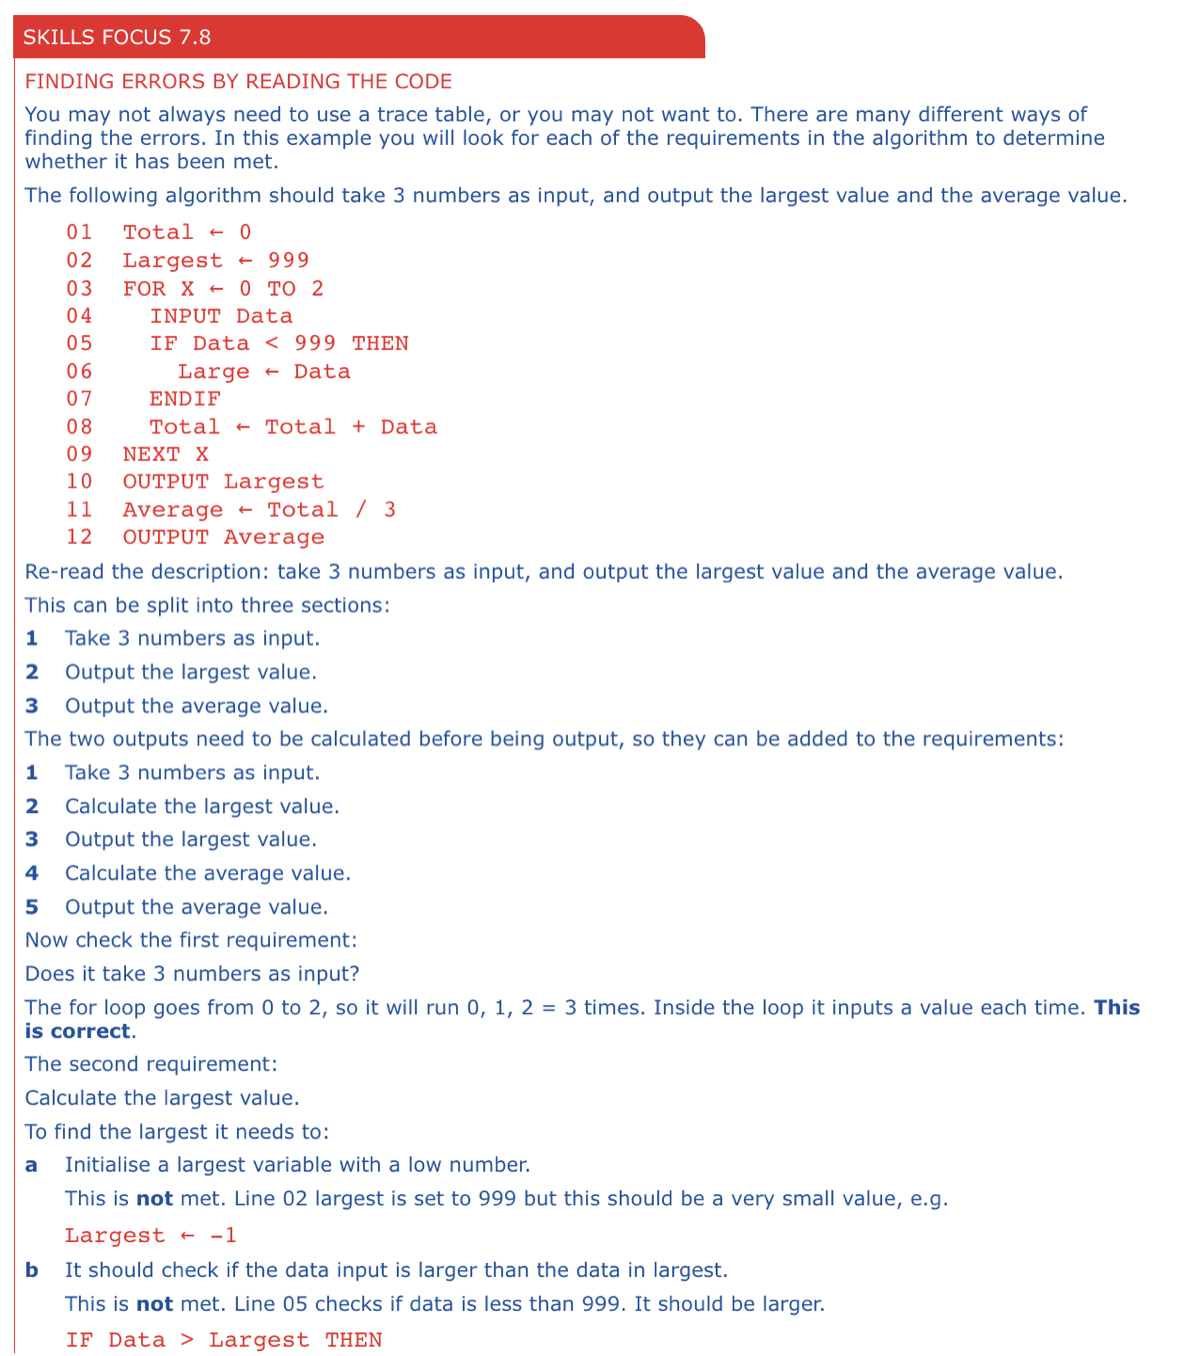 SKILLS FOCUS 7.8
FINDING ERRORS BY READING THE CODE
You may not always need to use a trace table, or you may not want to. There are many different ways of
finding the errors. In this example you will look for each of the requirements in the algorithm to determine
whether it has been met.
The following algorithm should take 3 numbers as input, and output the largest value and the average value.
01 Total ← 0
02 Largest ← 999
03 FOR X ← 0 TO 2
04 INPUT Data
05 IF Data < 999 THEN
06 Large ← Data
07 ENDIF
08 Total ← Total + Data
09 NEXT X
10 OUTPUT Largest
11 Average ← Total / 3
12 OUTPUT Average
Re-read the description: take 3 numbers as input, and output the largest value and the average value.
This can be split into three sections:
1 Take 3 numbers as input.
2 Output the largest value.
3 Output the average value.
The two outputs need to be calculated before being output, so they can be added to the requirements:
1 Take 3 numbers as input.
2 Calculate the largest value.
3 Output the largest value.
4 Calculate the average value.
5 Output the average value.
Now check the first requirement:
Does it take 3 numbers as input?
The for loop goes from 0 to 2, so it will run 0, 1, 2 = 3 times. Inside the loop it inputs a value each time. This
is correct.
The second requirement:
Calculate the largest value.
To find the largest it needs to:
a Initialise a largest variable with a low number.
This is not met. Line 02 largest is set to 999 but this should be a very small value, e.g.
Largest ← -1
b It should check if the data input is larger than the data in largest.
This is not met. Line 05 checks if data is less than 999. It should be larger.
IF Data > Largest THEN